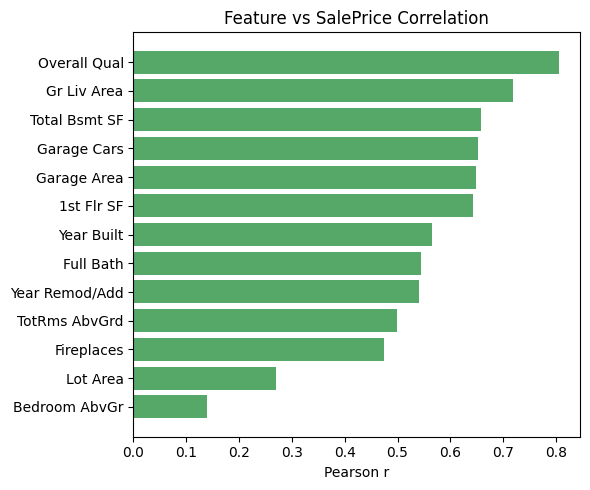 Feature vs SalePrice Correlation
Overall Qual
Gr Liv Area
Total Bsmt SF
Garage Cars
Garage Area
1st Flr SF
Year Built
Full Bath
Year Remod/Add
TotRms AbvGrd
Fireplaces
Lot Area
Bedroom AbvGr
0.0 0.1 0.2 0.3 0.4 0.5 0.6 0.7 0.8
Pearson r